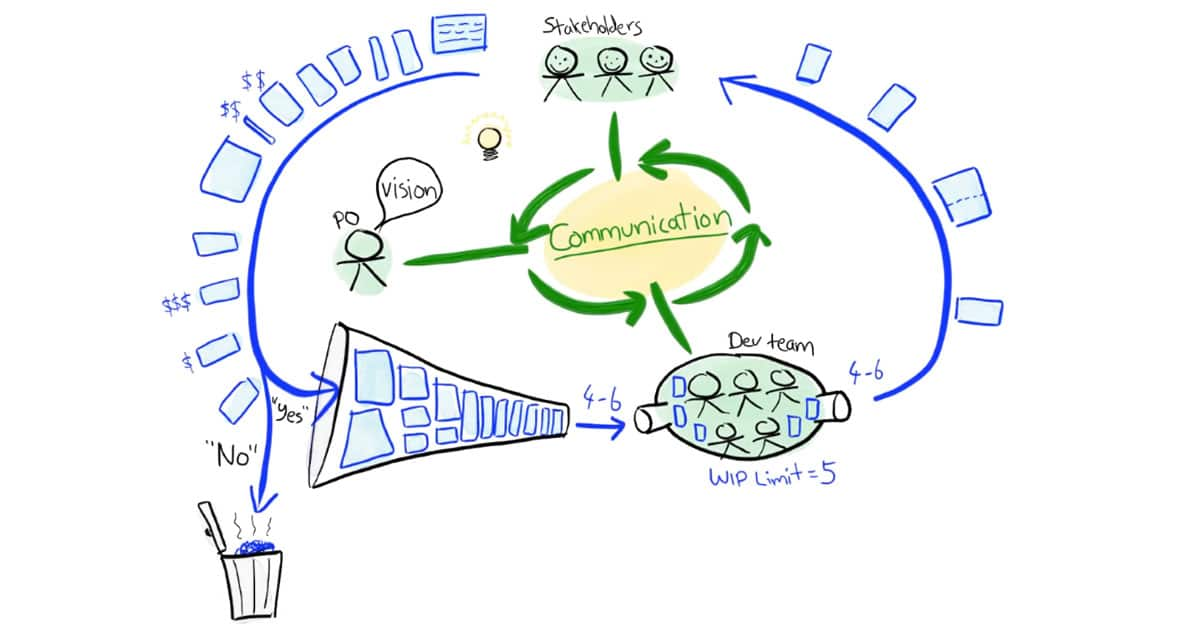 Stakeholders
$$
$$
vision
PO
Communication
$$$
$
"Yes"
"No"
4-6
Dev team
4-6
WIP Limit = 5